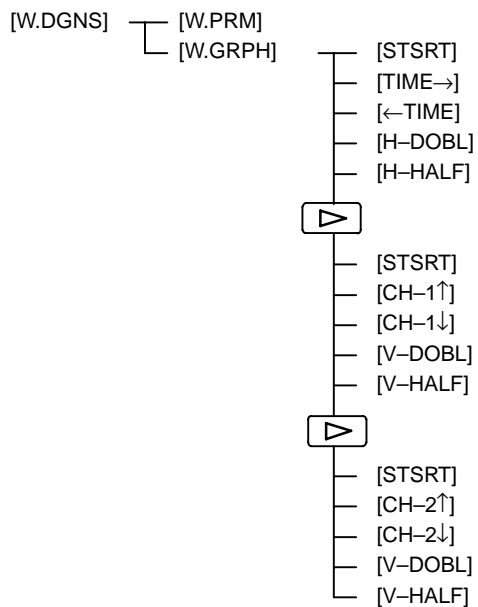 [W.DGNS] [W.PRM]
[W.GRPH] [STSRT]
[TIME→]
[←TIME]
[H–DOBL]
[H–HALF]
[STSRT]
[CH–1↑]
[CH–1↓]
[V–DOBL]
[V–HALF]
[STSRT]
[CH–2↑]
[CH–2↓]
[V–DOBL]
[V–HALF]